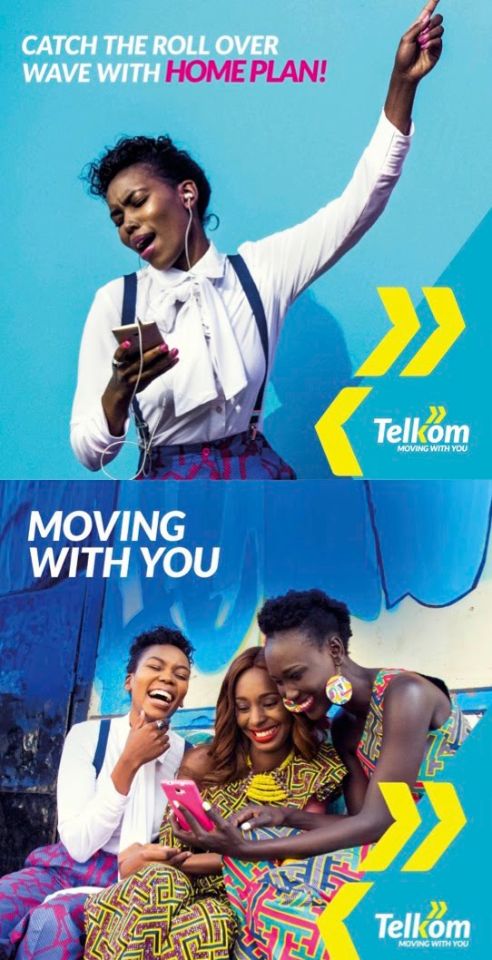 CATCH THE ROLL OVER
WAVE WITH HOME PLAN!
Telkom
MOVING WITH YOU
MOVING
WITH YOU
Telkom
MOVING WITH YOU